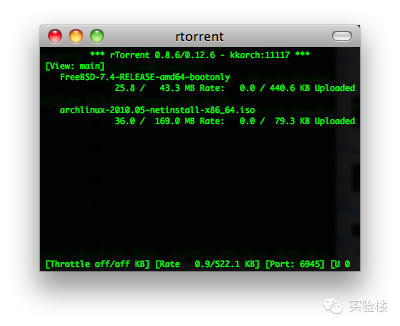 rtorrent
*** rTorrent 0.8.6/0.12.6 - kkarch:11117 ***
[View: main]
FreeBSD-7.4-RELEASE-amd64-bootonly
25.8 / 43.3 MB Rate: 0.0 / 440.6 KB Uploaded
archlinux-2010.05-netinstall-x86_64.iso
36.0 / 169.0 MB Rate: 0.0 / 79.3 KB Uploaded
[Throttle off/off KB] [Rate 0.9/522.1 KB] [Port: 6945] [U 0
实验楼